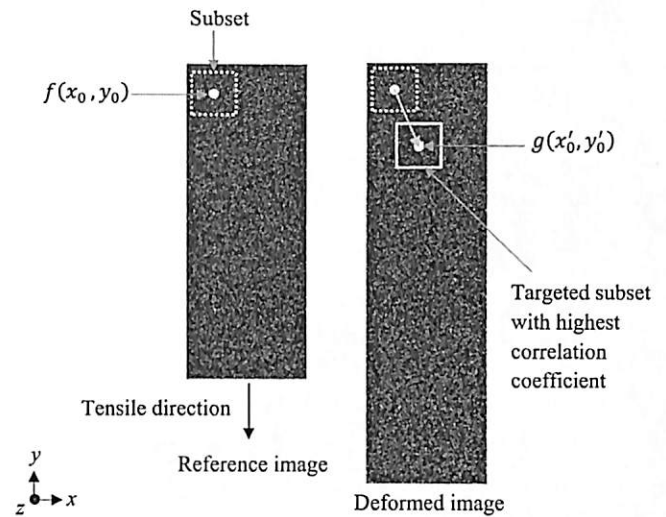 Subset
f(x₀, y₀)
g(x₀′, y₀′)
Targeted subset
with highest
correlation
coefficient
Tensile direction
Reference image
y
z
x
Deformed image